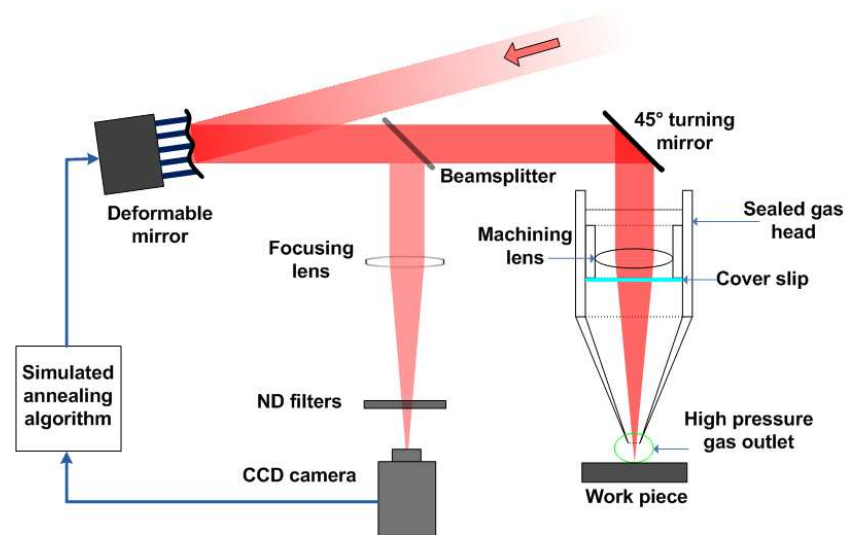 45° turning
mirror
Beamsplitter
Deformable
mirror
Sealed gas
head
Machining
lens
Focusing
lens
Cover slip
Simulated
annealing
algorithm
ND filters
High pressure
gas outlet
CCD camera
Work piece